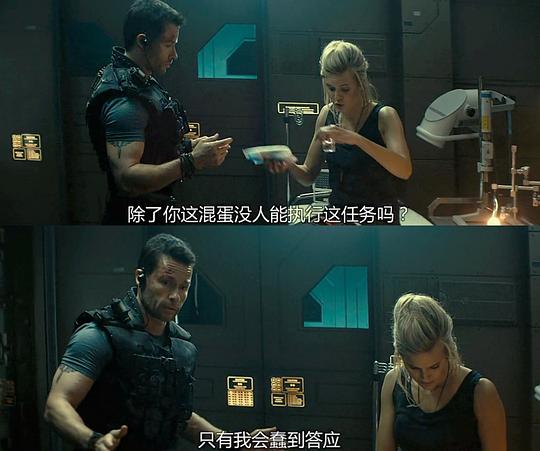 除了你这混蛋没人能执行这任务吗？
只有我会蠢到答应